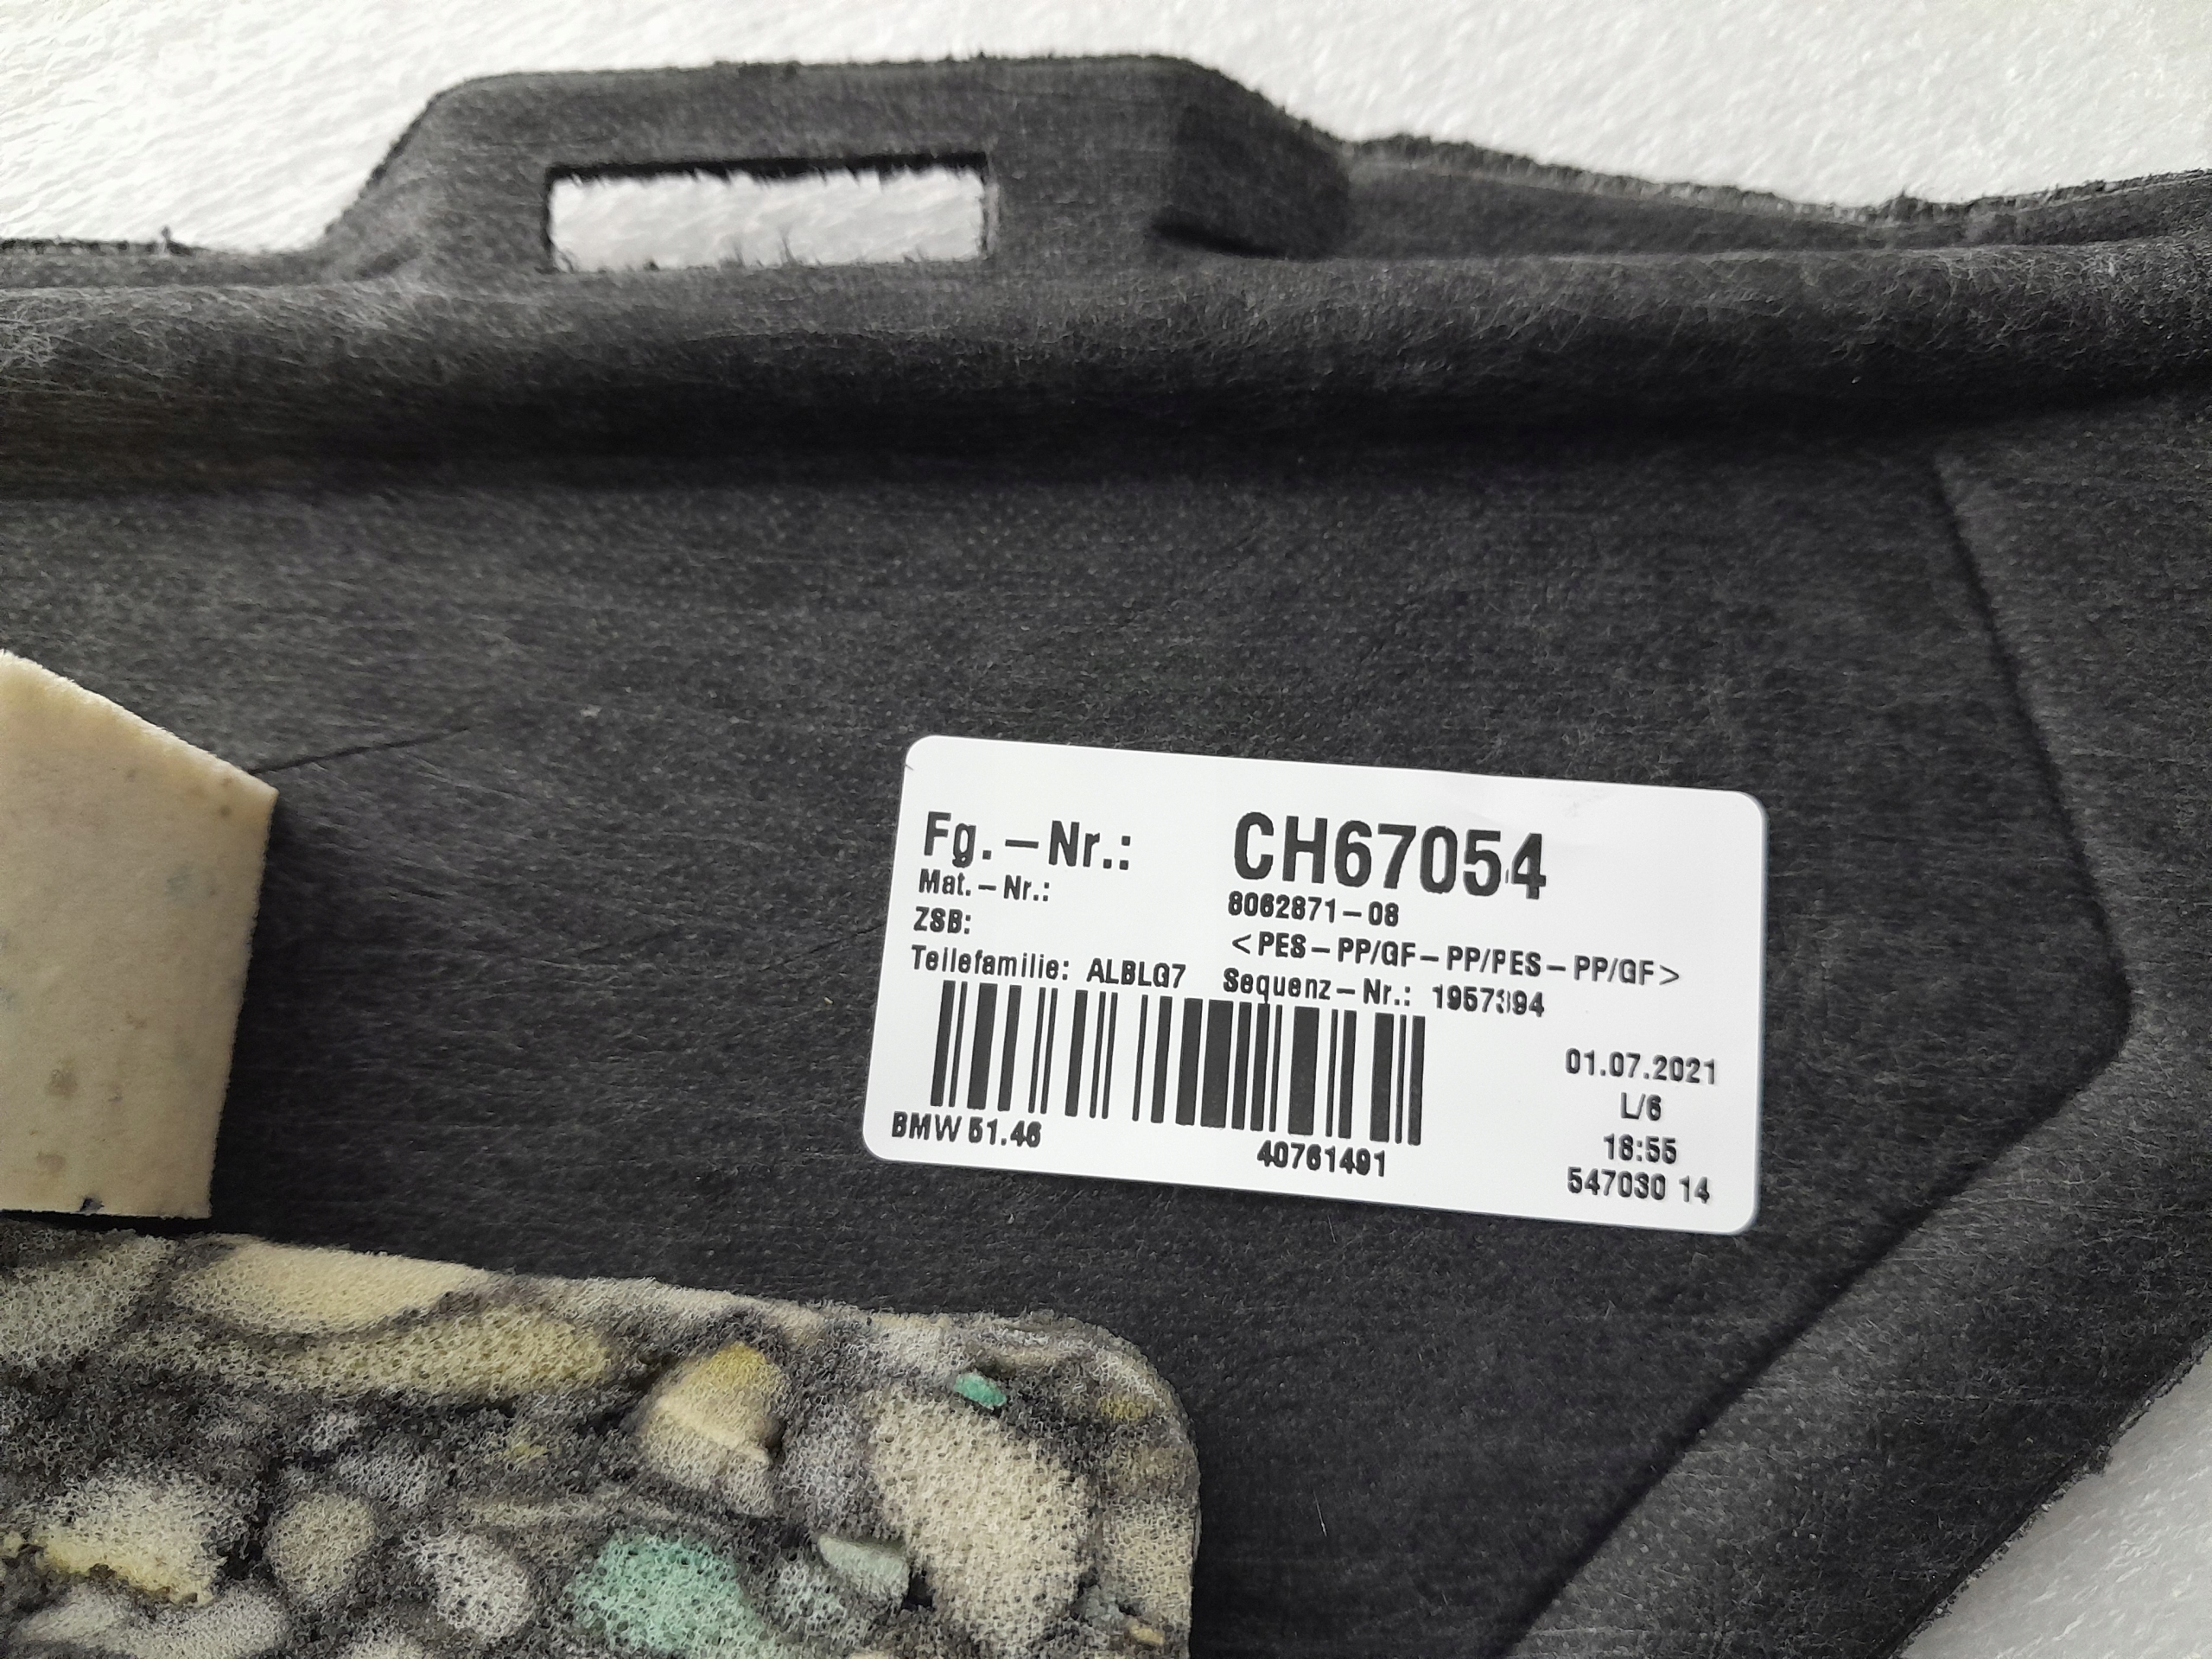 Fg.-Nr.: CH67054
Mat.-Nr.: 8062871-08
ZSB: <PES-PP/GF-PP/PES-PP/GF>
Teilefamilie: ALBLG7 Sequenz-Nr.: 1957394
01.07.2021
L/6
BMW 51.46 18:55
40761491 547030 14